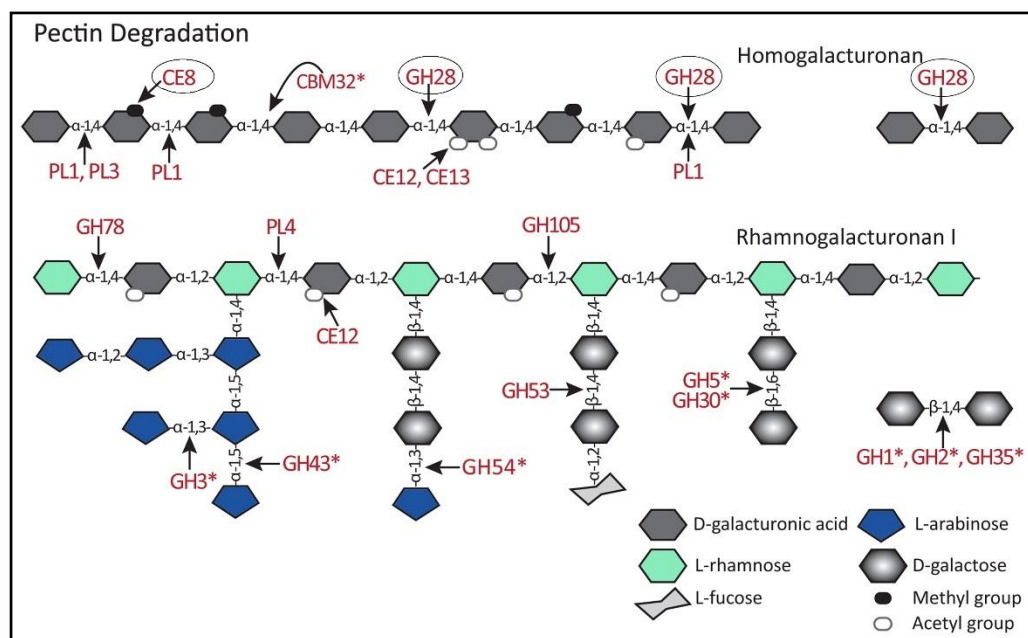 Pectin Degradation
Homogalacturonan
CE8 CBM32* GH28 GH28 GH28
α-1,4 α-1,4 α-1,4 α-1,4 α-1,4 α-1,4 α-1,4 α-1,4 α-1,4
PL1, PL3 PL1 CE12, CE13 PL1
GH78 PL4 GH105
Rhamnogalacturonan I
α-1,4 α-1,2 α-1,4 α-1,2 α-1,4 α-1,2 α-1,4 α-1,2 α-1,4 α-1,2
α-1,4 β-1,4 β-1,4 β-1,4
CE12
α-1,2 α-1,3
α-1,5 β-1,4 GH53 β-1,4 GH5* β-1,6
GH30*
α-1,3 β-1,4
GH3* α-1,5 GH43* α-1,3 GH54* α-1,2 GH1*, GH2*, GH35*
D-galacturonic acid L-arabinose
L-rhamnose D-galactose
L-fucose Methyl group
Acetyl group